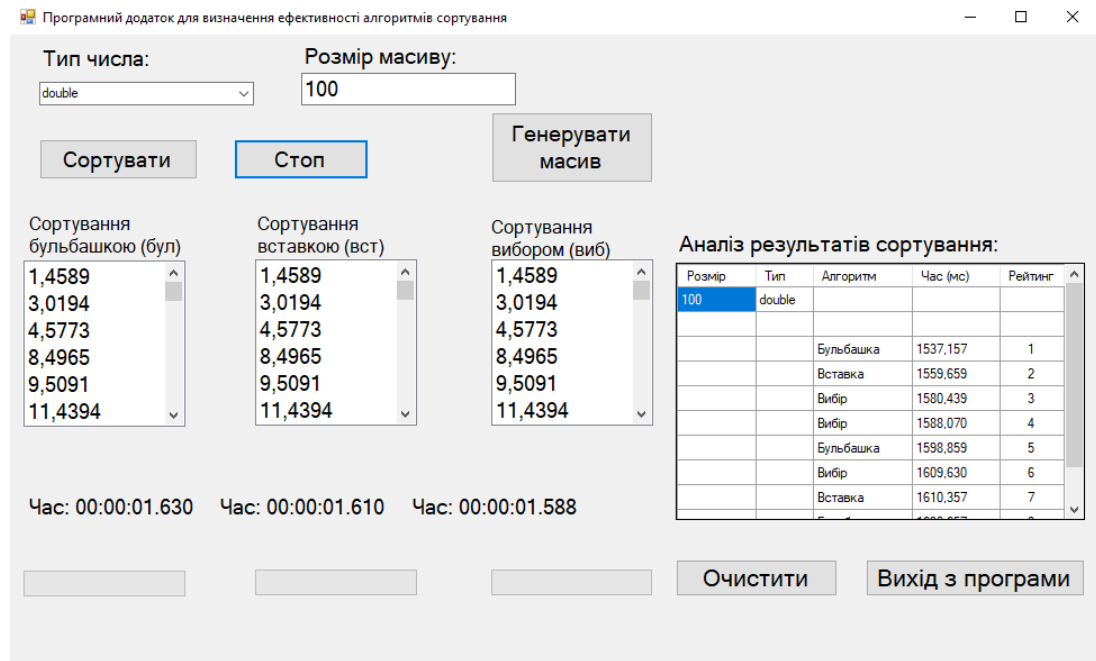 Програмний додаток для визначення ефективності алгоритмів сортування
Тип числа:
Розмір масиву:
double
100
Сортувати
Стоп
Генерувати
масив
Сортування
бульбашкою (бул)
1,4589
3,0194
4,5773
8,4965
9,5091
11,4394
Сортування
вставкою (вст)
1,4589
3,0194
4,5773
8,4965
9,5091
11,4394
Сортування
вибором (виб)
1,4589
3,0194
4,5773
8,4965
9,5091
11,4394
Аналіз результатів сортування:
Розмір Тип Алгоритм Час (мс) Рейтинг
100 double
Бульбашка 1537,157 1
Вставка 1559,659 2
Вибір 1580,439 3
Вибір 1588,070 4
Бульбашка 1598,859 5
Вибір 1609,630 6
Вставка 1610,357 7
Час: 00:00:01.630 Час: 00:00:01.610 Час: 00:00:01.588
Очистити
Вихід з програми